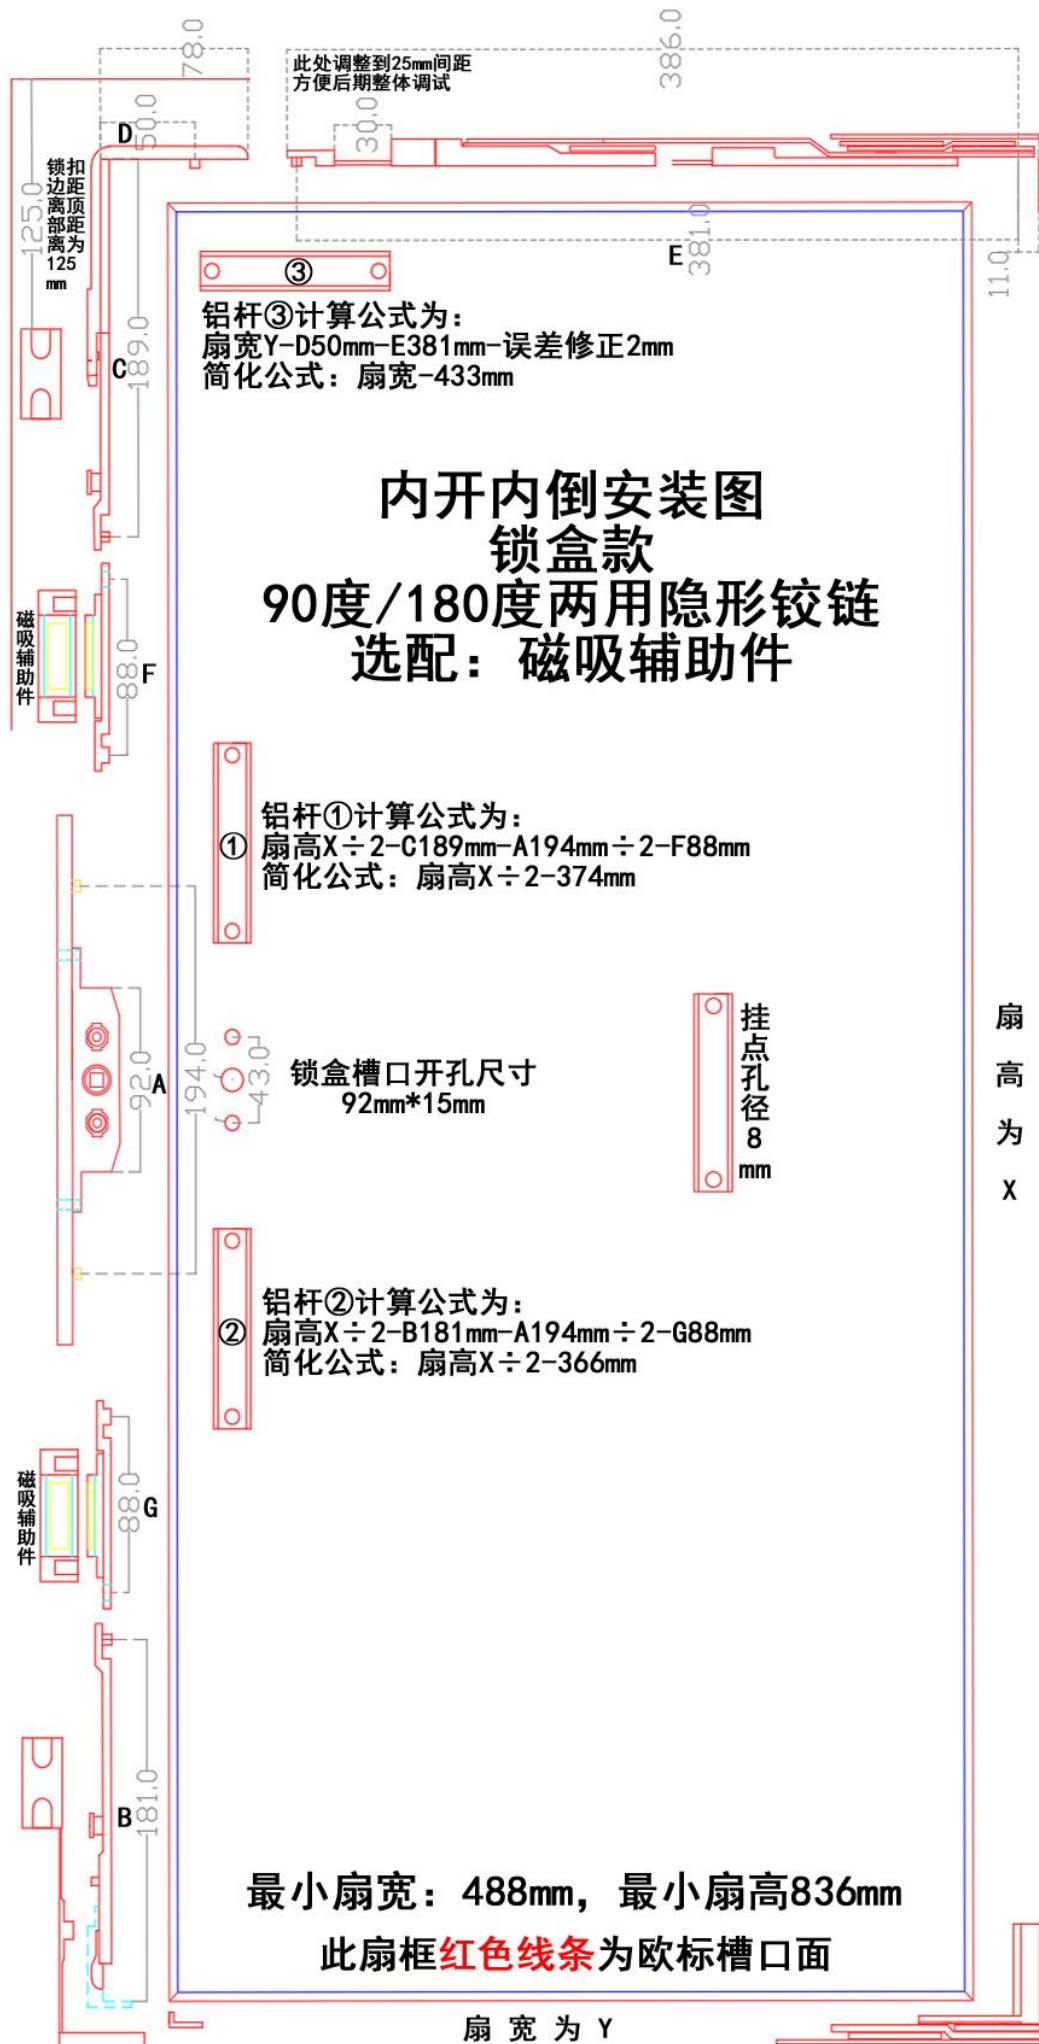 78.0
386.0
此处调整到25mm间距
方便后期整体调试
D
50.0
30.0
125.0
锁扣
边距
离顶
部距
离为
125
mm
E
381.0
11.0
③
铝杆③计算公式为：
扇宽Y-D50mm-E381mm-误差修正2mm
简化公式：扇宽-433mm
C
189.0
内开内倒安装图
锁盒款
90度/180度两用隐形铰链
选配：磁吸辅助件
磁吸辅助件
88.0
F
①
铝杆①计算公式为：
扇高X÷2-C189mm-A194mm÷2-F88mm
简化公式：扇高X÷2-374mm
92.0
A
194.0
43.0
锁盒槽口开孔尺寸
92mm*15mm
挂点孔径8mm
扇高为X
②
铝杆②计算公式为：
扇高X÷2-B181mm-A194mm÷2-G88mm
简化公式：扇高X÷2-366mm
磁吸辅助件
88.0
G
B
181.0
最小扇宽：488mm，最小扇高836mm
此扇框红色线条为欧标槽口面
扇宽为Y